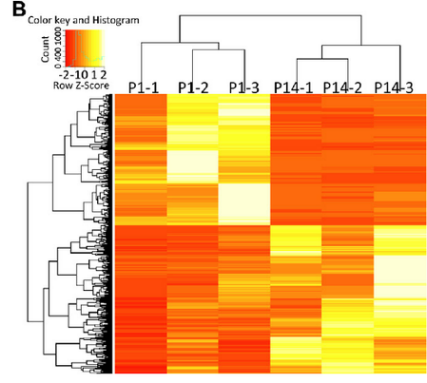 B
Color key and Histogram
Count
0 400 1000
-2 -1 0 1 2
Row Z-Score
P1-1 P1-2 P1-3 P14-1 P14-2 P14-3